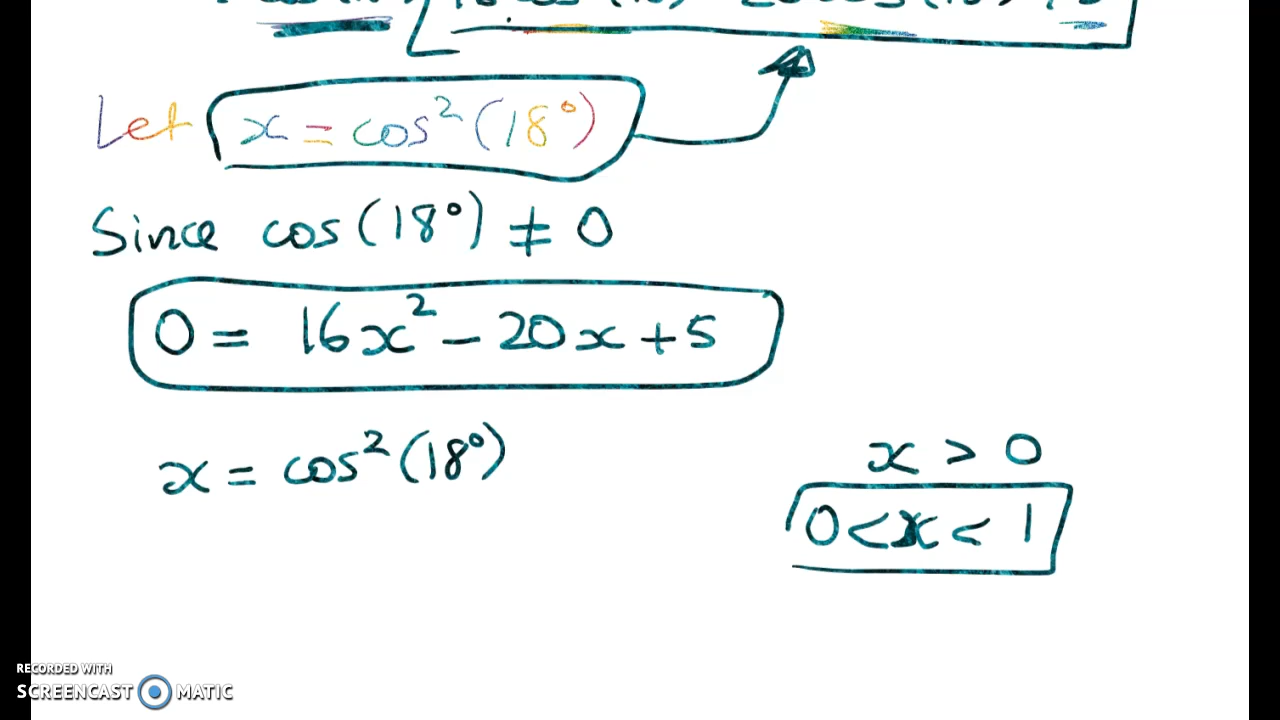 Let x = cos²(18°)
Since cos(18°) ≠ 0
0 = 16x² - 20x + 5
x = cos²(18°)
x > 0
0 < x < 1
RECORDED WITH
SCREENCAST MATIC